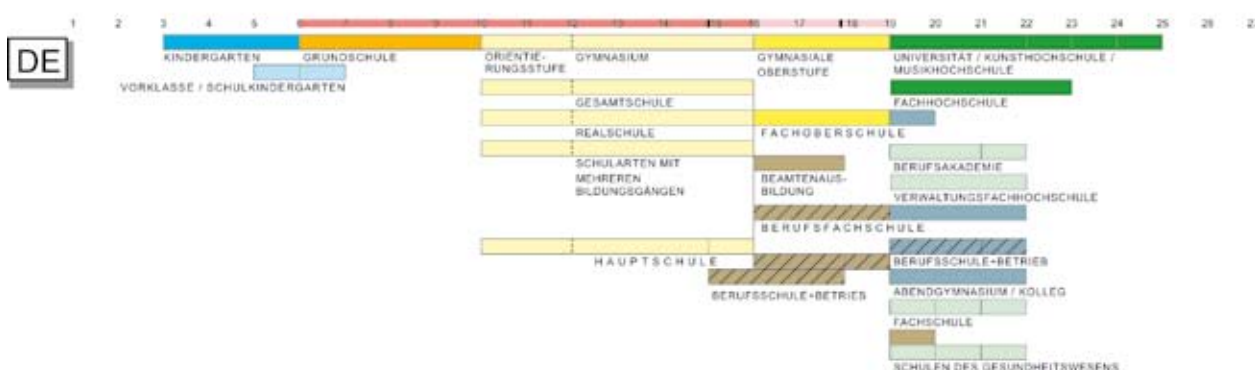 1 2 3 4 5 6 7 8 9 10 11 12 13 14 15 16 17 18 19 20 21 22 23 24 25 26
DE
KINDERGARTEN GRUNDSCHULE ORIENTIE- GYMNASIUM GYMNASIALE UNIVERSITÄT / KUNSTHOCHSCHULE /
RUNGSSTUFE OBERSTUFE MUSIKHOCHSCHULE
VORKLASSE / SCHULKINDERGARTEN
GESAMTSCHULE FACHHOCHSCHULE
REALSCHULE FACHOBERSCHULE
SCHULARTEN MIT BERUFSAKADEMIE
MEHREREN BEAMTENAUS-
BILDUNGSGÄNGEN BILDUNG VERWALTUNGSFACHHOCHSCHULE
BERUFSFACHSCHULE
HAUPTSCHULE BERUFSSCHULE+BETRIEB
BERUFSSCHULE+BETRIEB ABENDGYMNASIUM / KOLLEG
FACHSCHULE
SCHULEN DES GESUNDHEITSWESENS